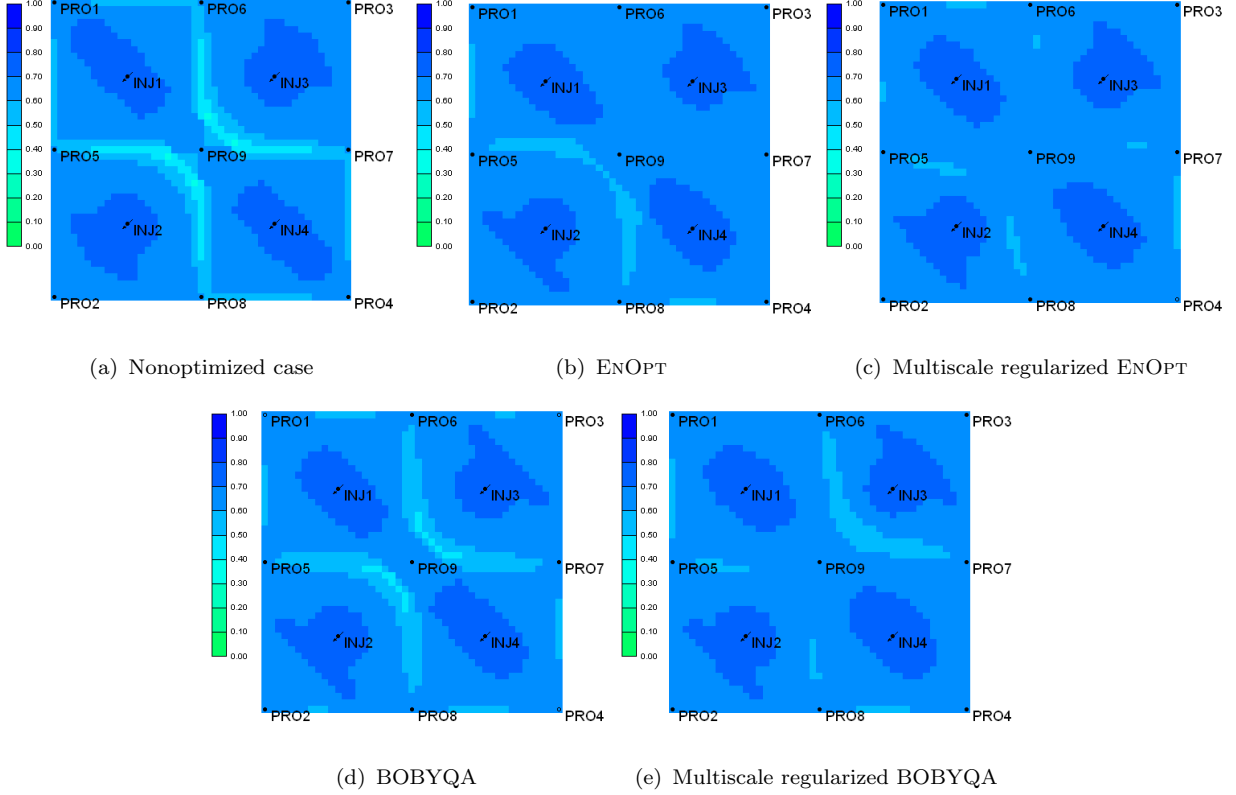 1.00
0.90
0.80
0.70
0.60
0.50
0.40
0.30
0.20
0.10
0.00
PRO1 PRO6 PRO3
INJ1 INJ3
PRO5 PRO9 PRO7
INJ2 INJ4
PRO2 PRO8 PRO4
1.00
0.90
0.80
0.70
0.60
0.50
0.40
0.30
0.20
0.10
0.00
PRO1 PRO6 PRO3
INJ1 INJ3
PRO5 PRO9 PRO7
INJ2 INJ4
PRO2 PRO8 PRO4
1.00
0.90
0.80
0.70
0.60
0.50
0.40
0.30
0.20
0.10
0.00
PRO1 PRO6 PRO3
INJ1 INJ3
PRO5 PRO9 PRO7
INJ2 INJ4
PRO2 PRO8 PRO4
(a) Nonoptimized case (b) ENOPT (c) Multiscale regularized ENOPT
1.00
0.90
0.80
0.70
0.60
0.50
0.40
0.30
0.20
0.10
0.00
PRO1 PRO6 PRO3
INJ1 INJ3
PRO5 PRO9 PRO7
INJ2 INJ4
PRO2 PRO8 PRO4
1.00
0.90
0.80
0.70
0.60
0.50
0.40
0.30
0.20
0.10
0.00
PRO1 PRO6 PRO3
INJ1 INJ3
PRO5 PRO9 PRO7
INJ2 INJ4
PRO2 PRO8 PRO4
(d) BOBYQA (e) Multiscale regularized BOBYQA